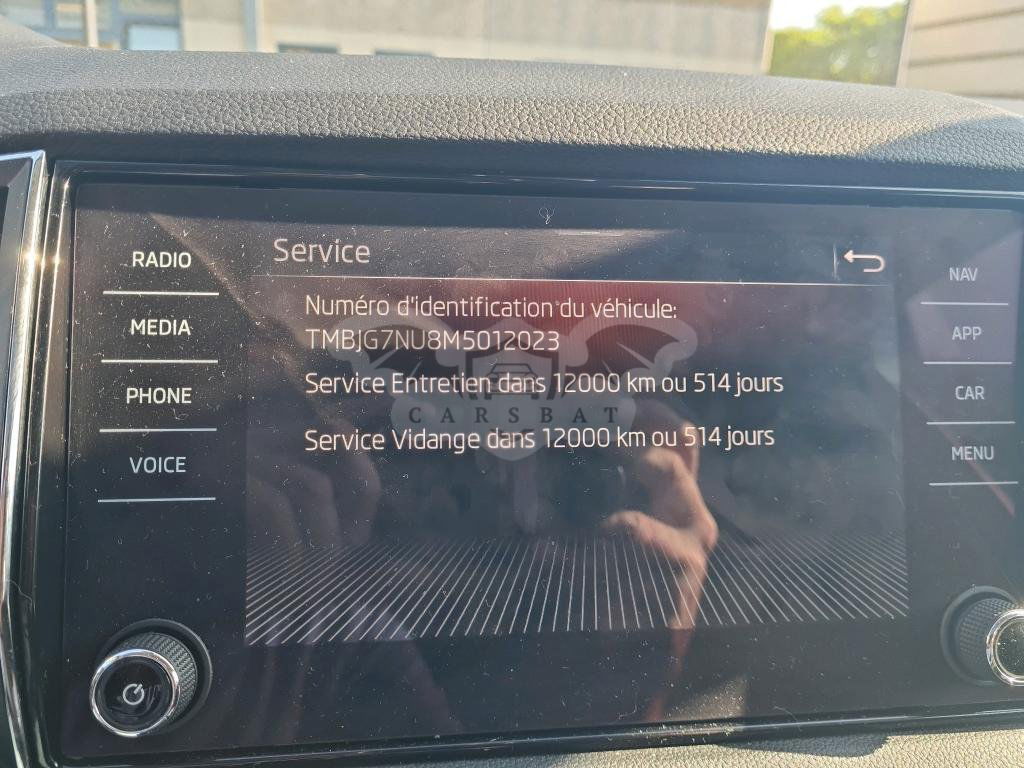 Service
RADIO
MEDIA
PHONE
VOICE
Numéro d'identification du véhicule:
TMBJG7NU8M5012023
Service Entretien dans 12000 km ou 514 jours
CARSBAT
Service Vidange dans 12000 km ou 514 jours
NAV
APP
CAR
MENU